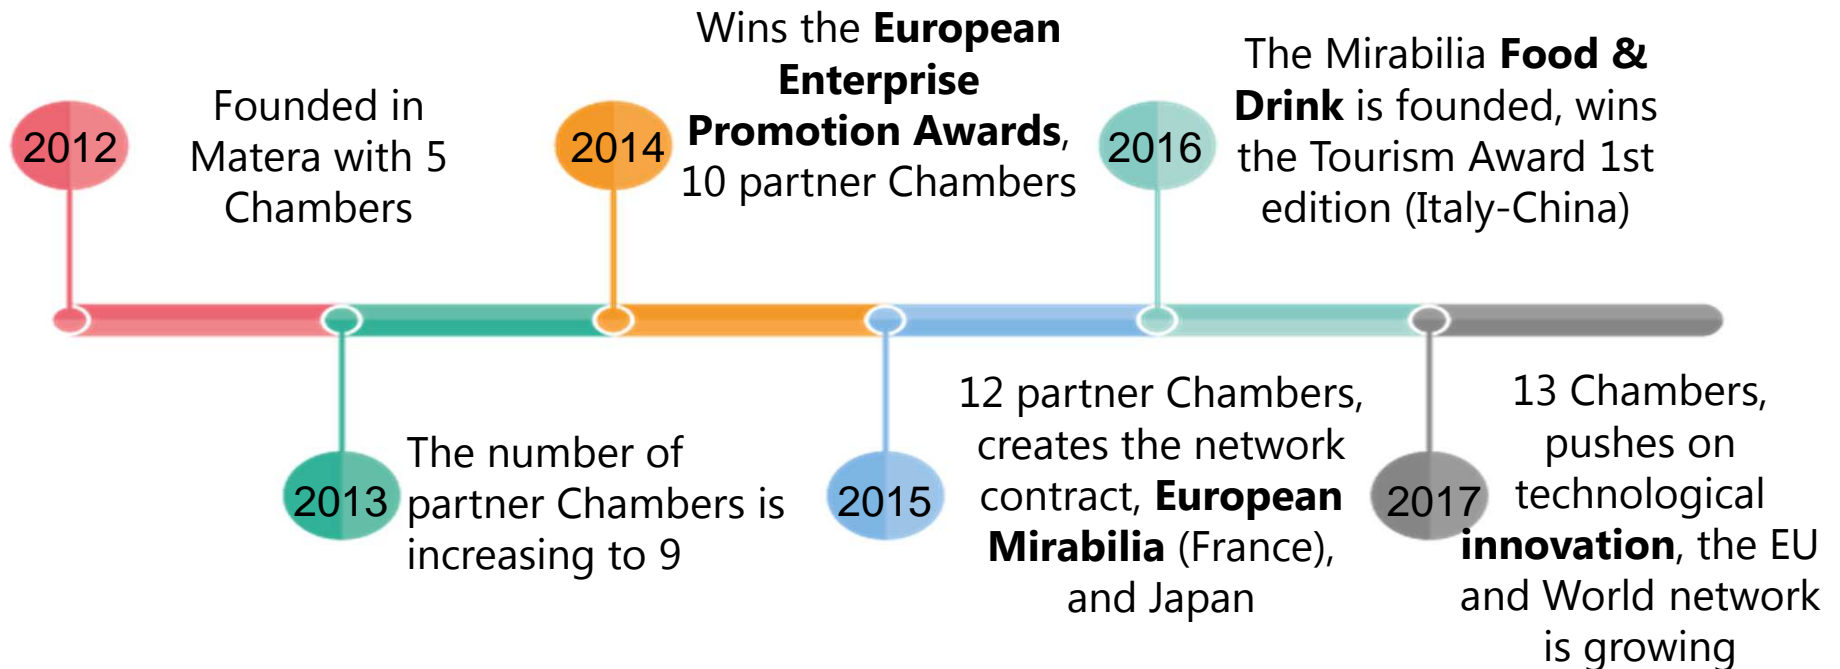 2012
Founded in
Matera with 5
Chambers
2013
The number of
partner Chambers is
increasing to 9
2014
Wins the European
Enterprise
Promotion Awards,
10 partner Chambers
2015
12 partner Chambers,
creates the network
contract, European
Mirabilia (France),
and Japan
2016
The Mirabilia Food &
Drink is founded, wins
the Tourism Award 1st
edition (Italy-China)
2017
13 Chambers,
pushes on
technological
innovation, the EU
and World network
is growing